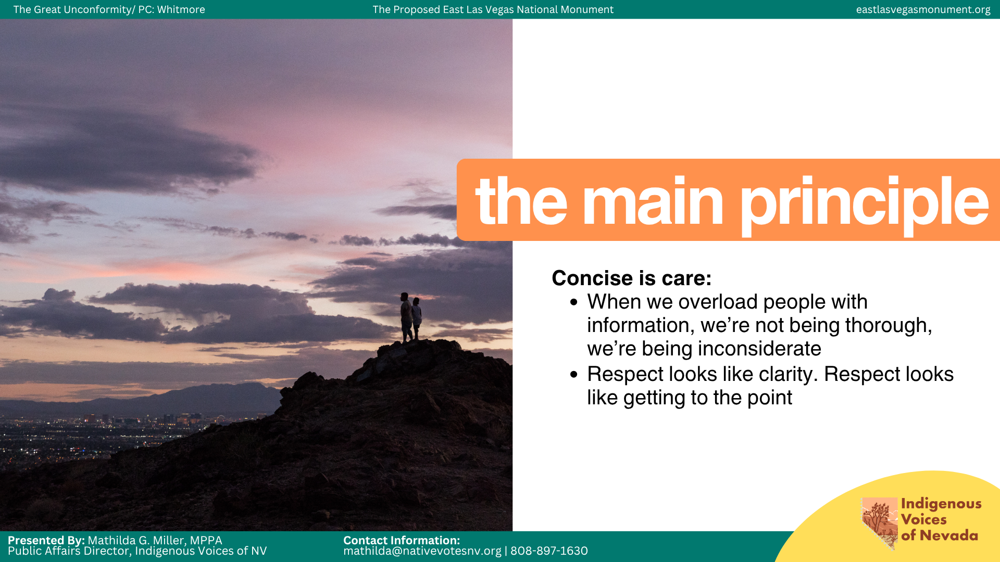 The Great Unconformity/ PC: Whitmore
The Proposed East Las Vegas National Monument
eastlasvegasmonument.org
the main principle
Concise is care:
• When we overload people with
information, we’re not being thorough,
we’re being inconsiderate
• Respect looks like clarity. Respect looks
like getting to the point
Indigenous
Voices
of Nevada
Presented By: Mathilda G. Miller, MPPA
Public Affairs Director, Indigenous Voices of NV
Contact Information:
mathilda@nativevotesnv.org | 808-897-1630